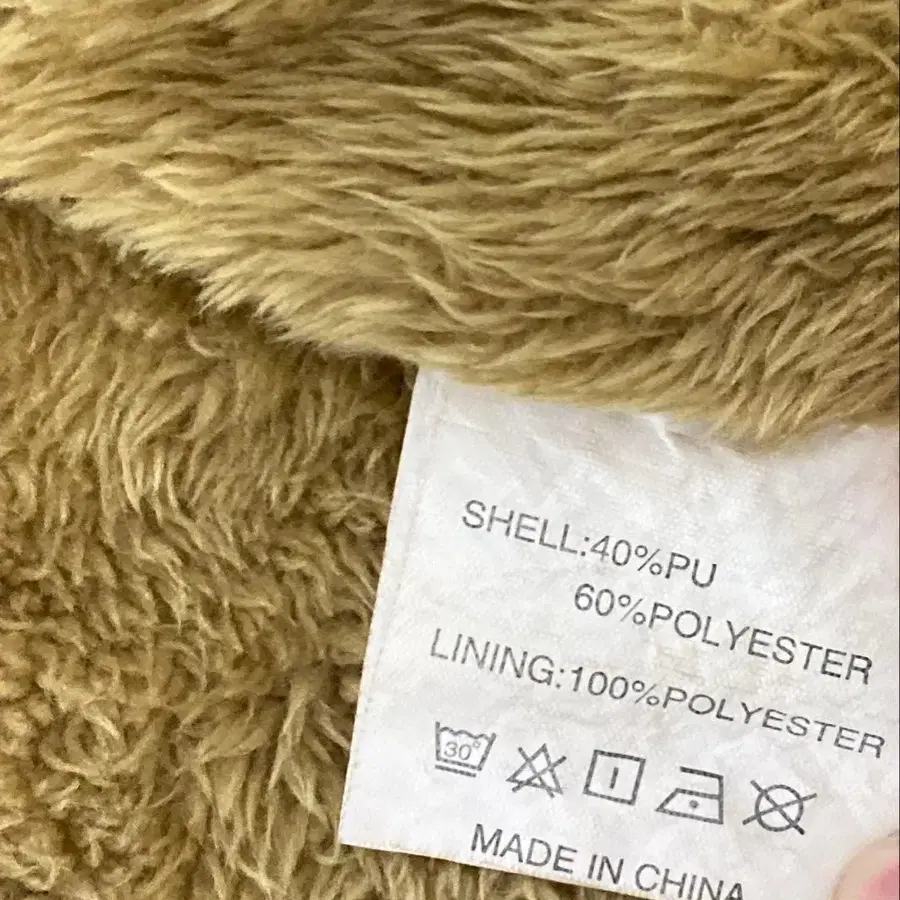 SHELL:40%PU
60%POLYESTER
LINING:100%POLYESTER
30°
MADE IN CHINA